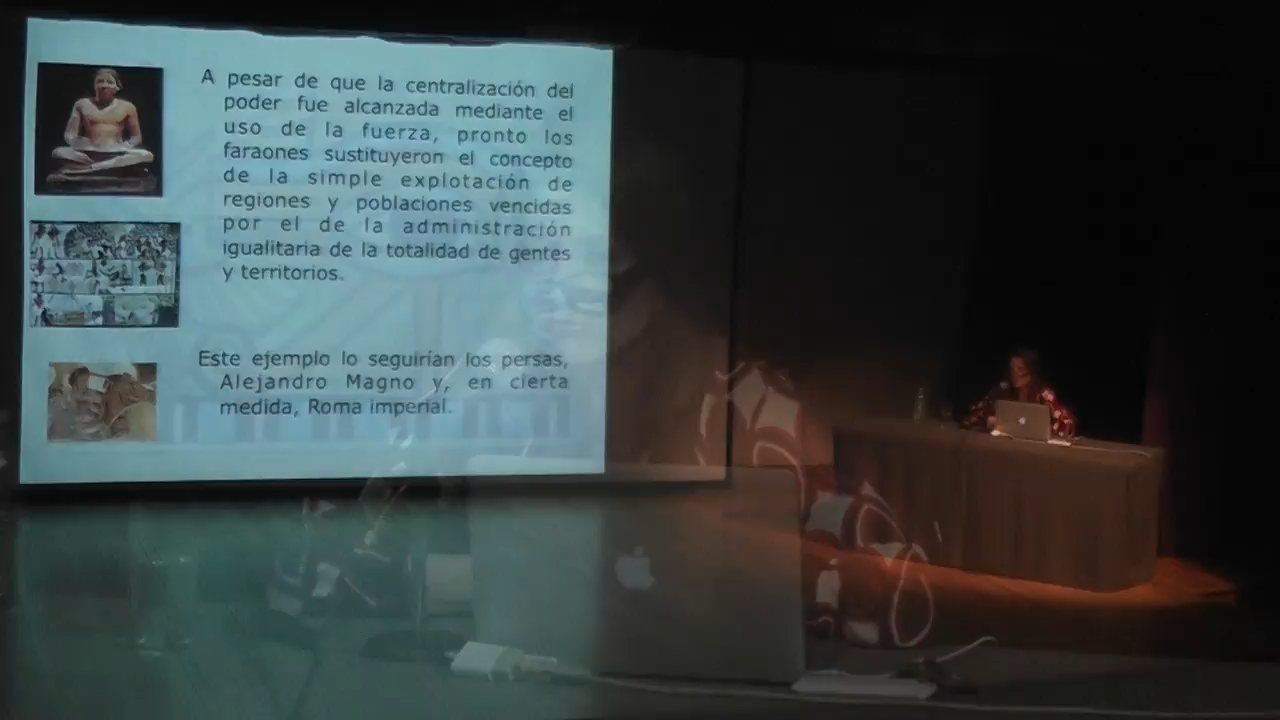 A pesar de que la centralización del
poder fue alcanzada mediante el
uso de la fuerza, pronto los
faraones sustituyeron el concepto
de la simple explotación de
regiones y poblaciones vencidas
por el de la administración
igualitaria de la totalidad de gentes
y territorios.
Este ejemplo lo seguirían los persas,
Alejandro Magno y, en cierta
medida, Roma imperial.